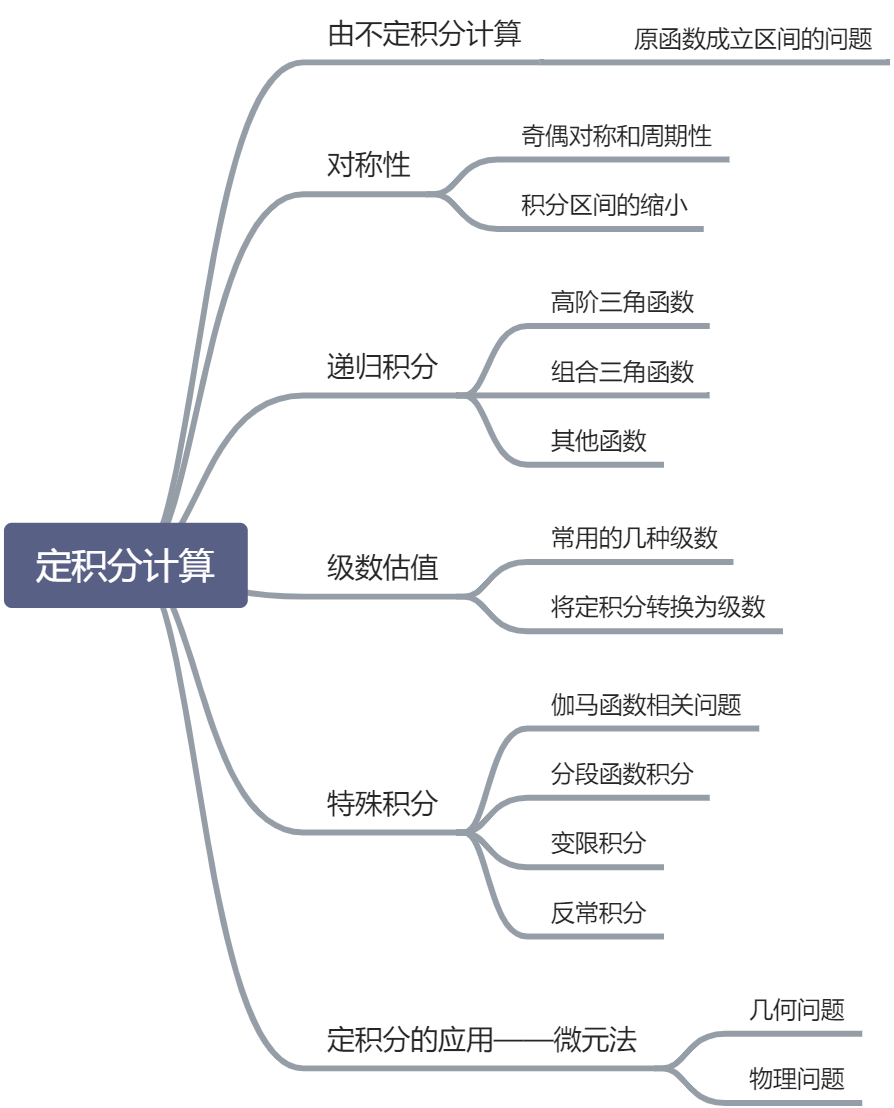 定积分计算
由不定积分计算
原函数成立区间的问题
对称性
奇偶对称和周期性
积分区间的缩小
递归积分
高阶三角函数
组合三角函数
其他函数
级数估值
常用的几种级数
将定积分转换为级数
特殊积分
伽马函数相关问题
分段函数积分
变限积分
反常积分
定积分的应用——微元法
几何问题
物理问题